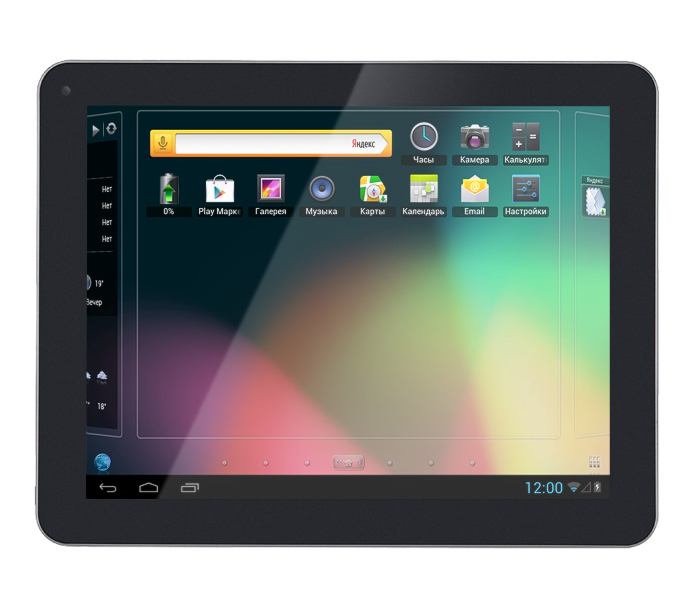 Яндекс
Часы
Камера
Калькулят
0%
Play Марк
Галерея
Музыка
Карты
Календарь
Email
Настройки
Яндекс
Нет
Нет
Нет
Нет
19°
Вечер
18°
12:00